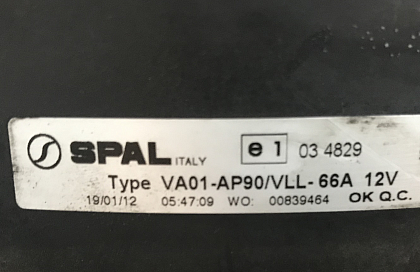 SPAL ITALY e1 03 4829
Type VA01-AP90/VLL- 66A 12V
19/01/12 05:47:09 WO: 00839464 OK Q.C.